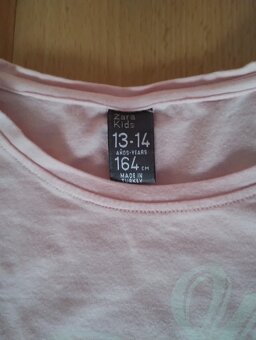 Zara
Kids
13-14
AÑOS-YEARS
164 CM
MADE IN
TURKEY